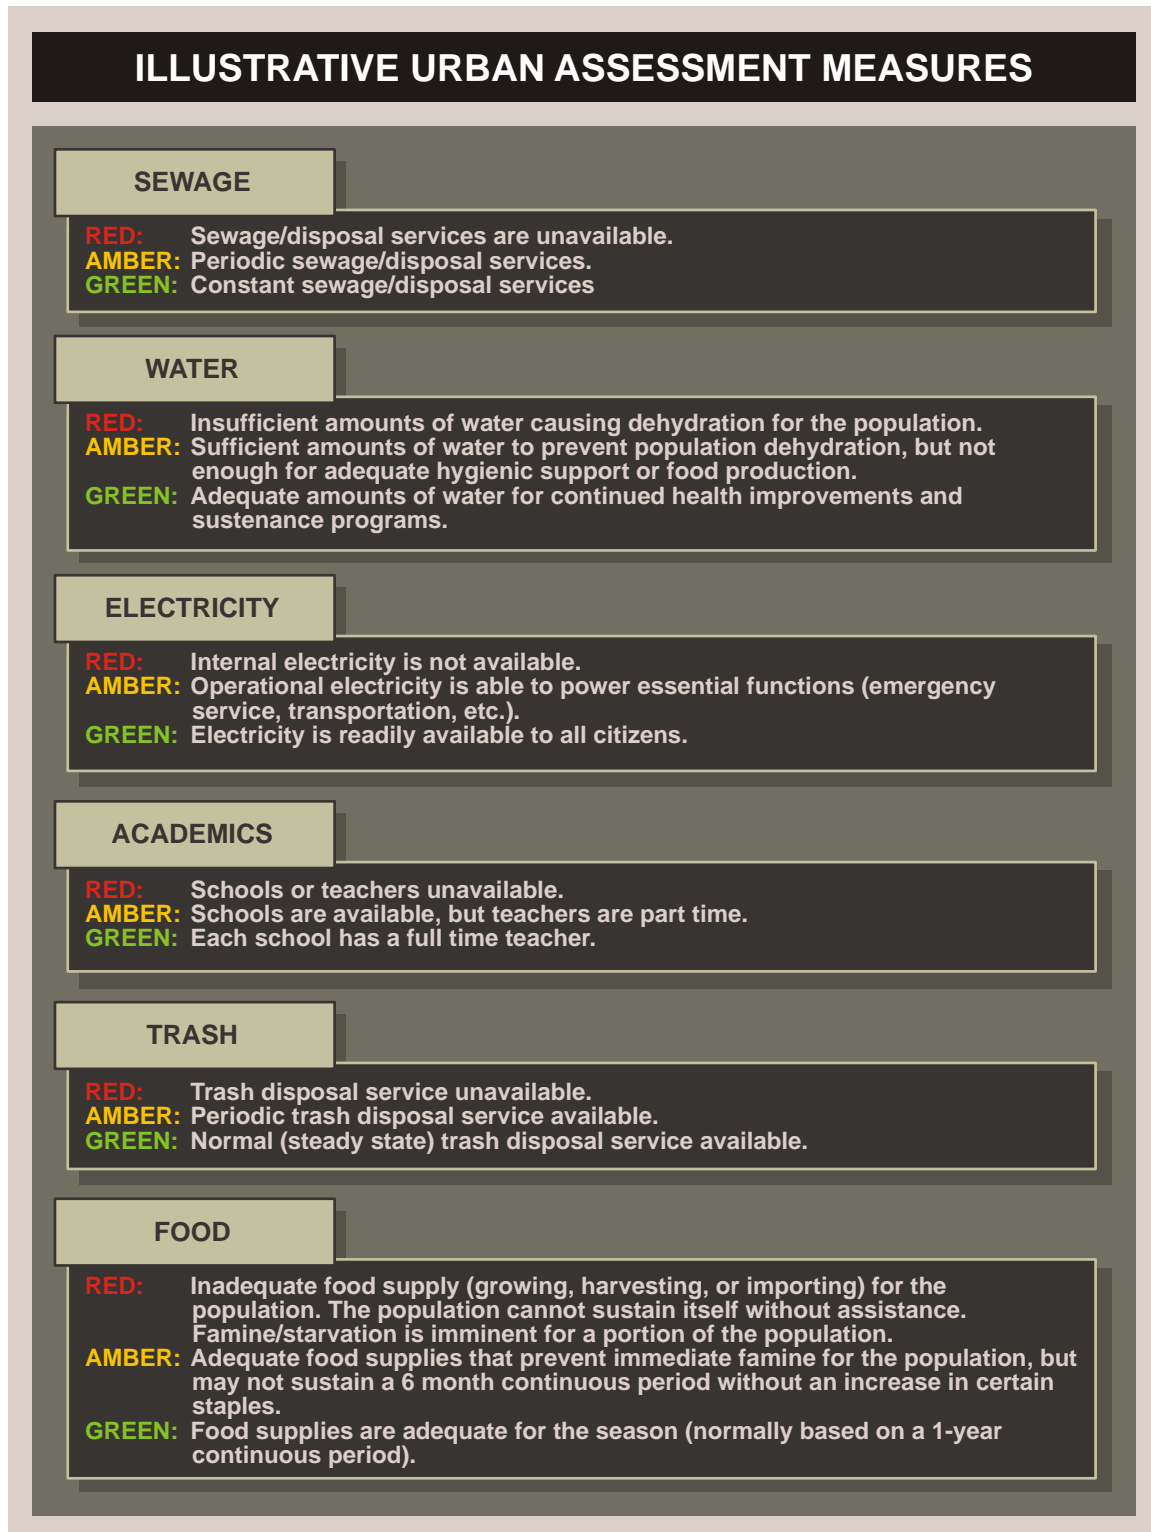 ILLUSTRATIVE URBAN ASSESSMENT MEASURES
SEWAGE
RED: Sewage/disposal services are unavailable.
AMBER: Periodic sewage/disposal services.
GREEN: Constant sewage/disposal services
WATER
RED: Insufficient amounts of water causing dehydration for the population.
AMBER: Sufficient amounts of water to prevent population dehydration, but not
enough for adequate hygienic support or food production.
GREEN: Adequate amounts of water for continued health improvements and
sustenance programs.
ELECTRICITY
RED: Internal electricity is not available.
AMBER: Operational electricity is able to power essential functions (emergency
service, transportation, etc.).
GREEN: Electricity is readily available to all citizens.
ACADEMICS
RED: Schools or teachers unavailable.
AMBER: Schools are available, but teachers are part time.
GREEN: Each school has a full time teacher.
TRASH
RED: Trash disposal service unavailable.
AMBER: Periodic trash disposal service available.
GREEN: Normal (steady state) trash disposal service available.
FOOD
RED: Inadequate food supply (growing, harvesting, or importing) for the
population. The population cannot sustain itself without assistance.
Famine/starvation is imminent for a portion of the population.
AMBER: Adequate food supplies that prevent immediate famine for the population, but
may not sustain a 6 month continuous period without an increase in certain
staples.
GREEN: Food supplies are adequate for the season (normally based on a 1-year
continuous period).